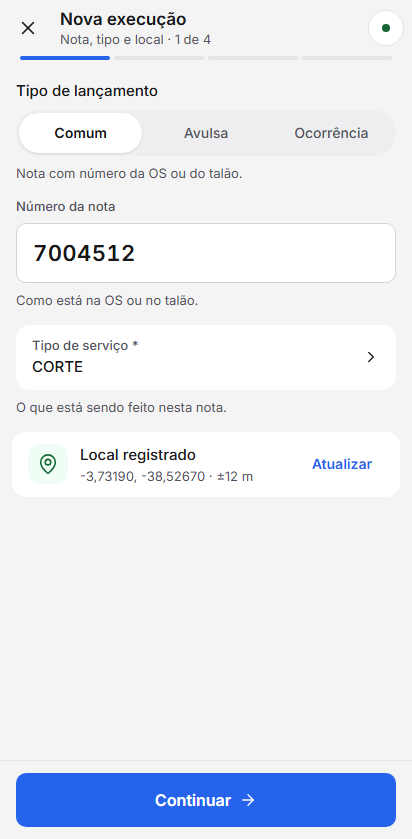 Nova execução
Nota, tipo e local · 1 de 4
Tipo de lançamento
Comum
Avulsa
Ocorrência
Nota com número da OS ou do talão.
Número da nota
7004512
Como está na OS ou no talão.
Tipo de serviço *
CORTE
O que está sendo feito nesta nota.
Local registrado
-3,73190, -38,52670 · ±12 m
Atualizar
Continuar →